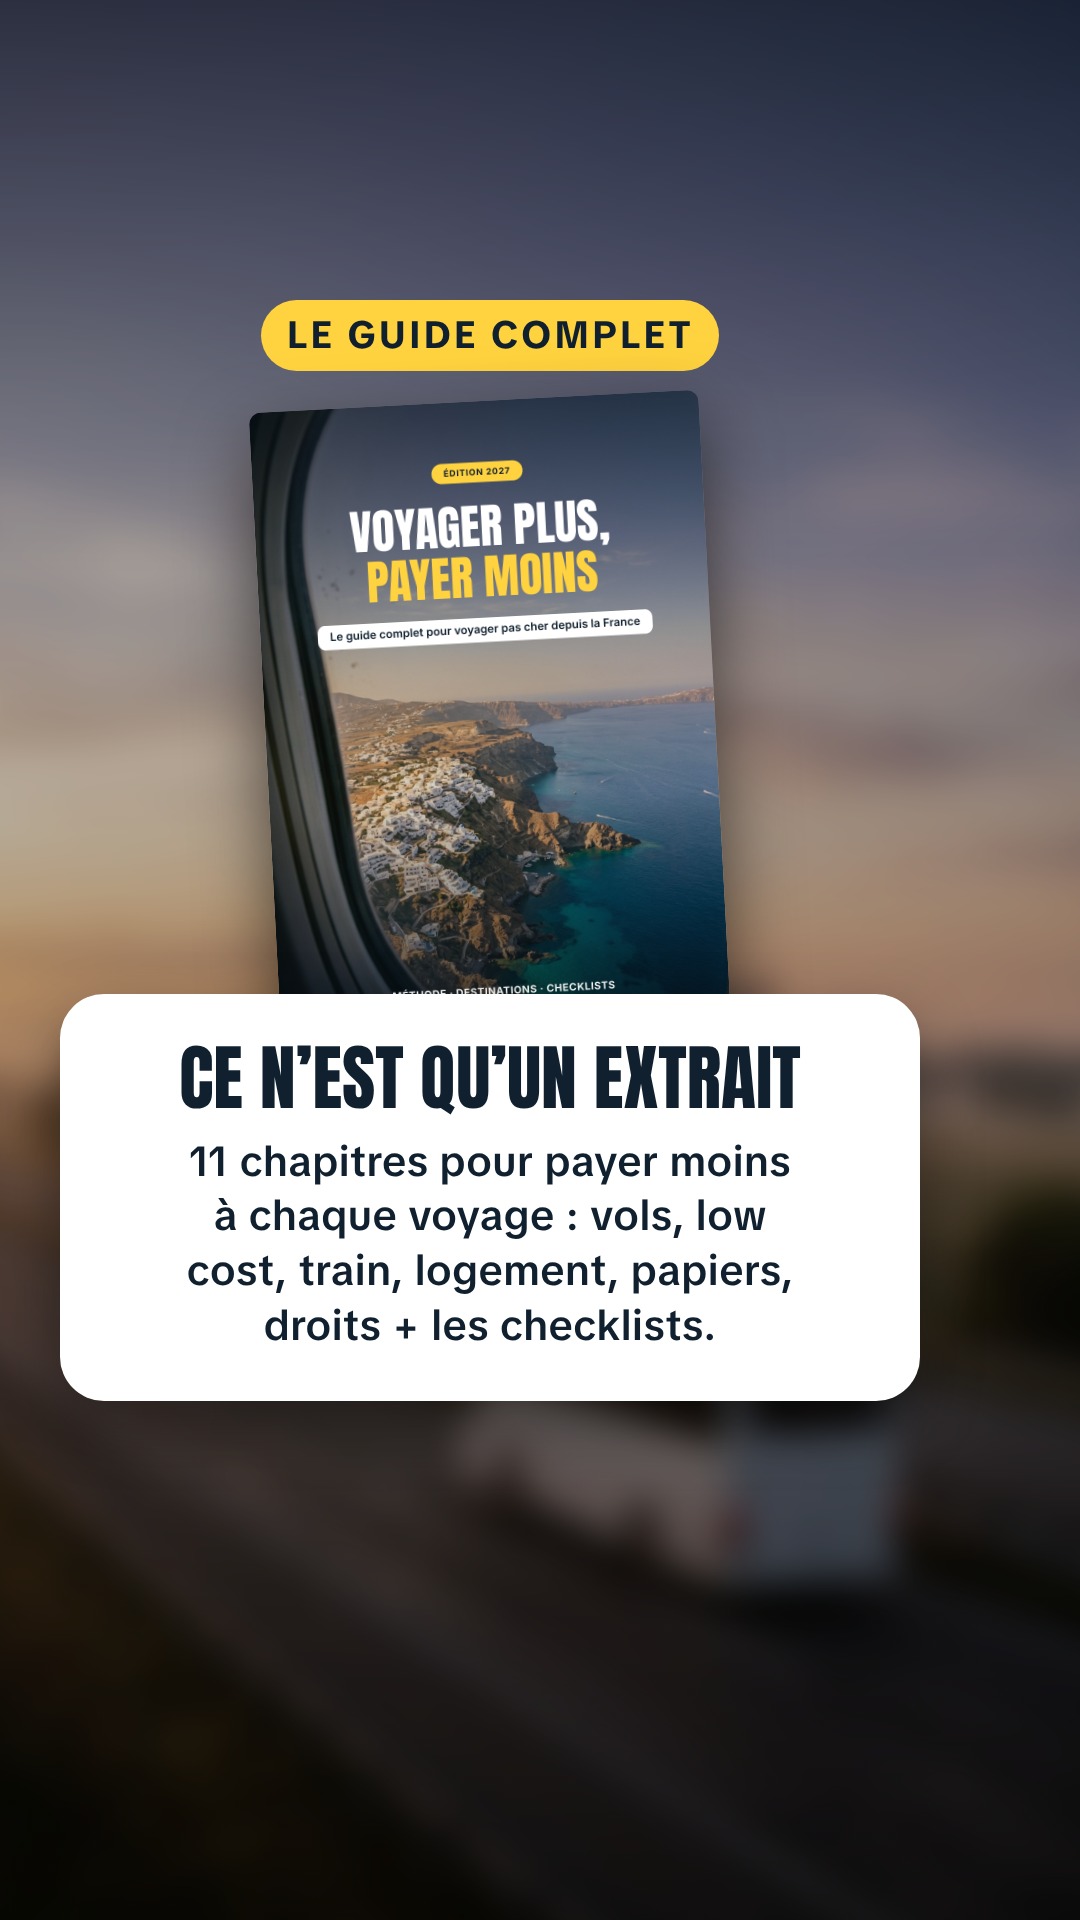 LE GUIDE COMPLET
ÉDITION 2027
VOYAGER PLUS,
PAYER MOINS
Le guide complet pour voyager pas cher depuis la France
MÉTHODE · DESTINATIONS · CHECKLISTS
CE N’EST QU’UN EXTRAIT
11 chapitres pour payer moins
à chaque voyage : vols, low
cost, train, logement, papiers,
droits + les checklists.